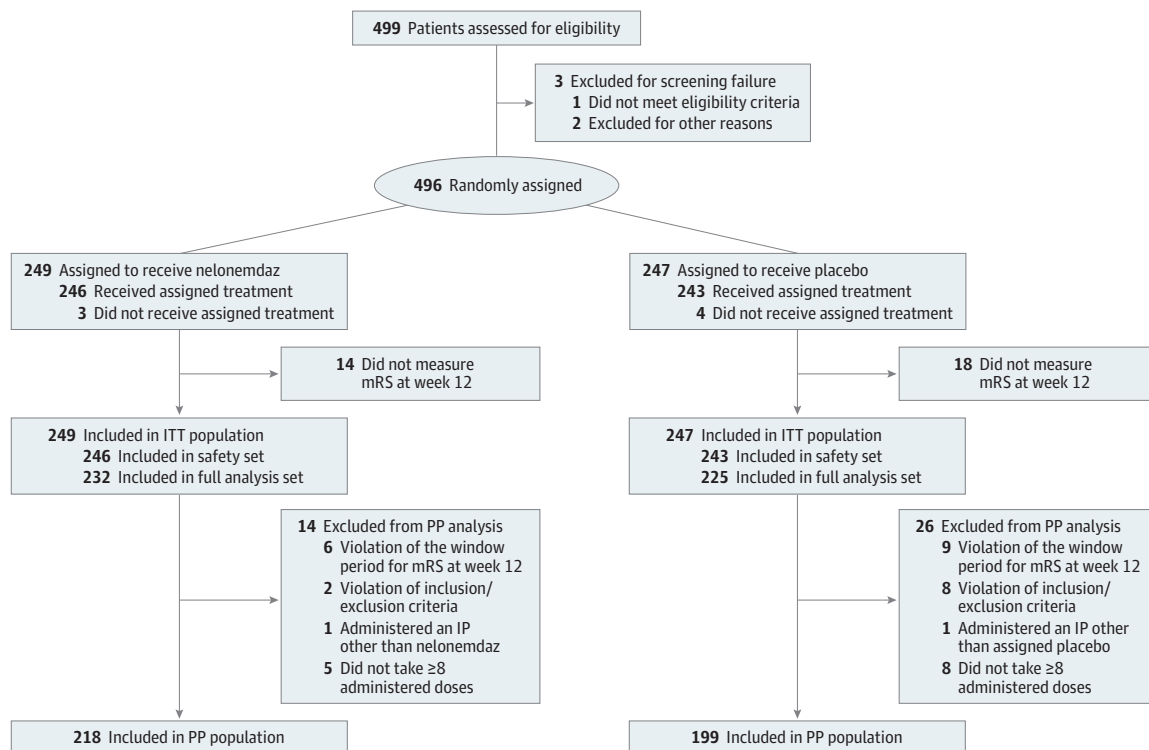 499 Patients assessed for eligibility
3 Excluded for screening failure
1 Did not meet eligibility criteria
2 Excluded for other reasons
496 Randomly assigned
249 Assigned to receive nelonemdaz
246 Received assigned treatment
3 Did not receive assigned treatment
247 Assigned to receive placebo
243 Received assigned treatment
4 Did not receive assigned treatment
14 Did not measure
mRS at week 12
18 Did not measure
mRS at week 12
249 Included in ITT population
246 Included in safety set
232 Included in full analysis set
247 Included in ITT population
243 Included in safety set
225 Included in full analysis set
14 Excluded from PP analysis
6 Violation of the window
period for mRS at week 12
2 Violation of inclusion/
exclusion criteria
1 Administered an IP
other than nelonemdaz
5 Did not take ≥8
administered doses
26 Excluded from PP analysis
9 Violation of the window
period for mRS at week 12
8 Violation of inclusion/
exclusion criteria
1 Administered an IP other
than assigned placebo
8 Did not take ≥8
administered doses
218 Included in PP population
199 Included in PP population